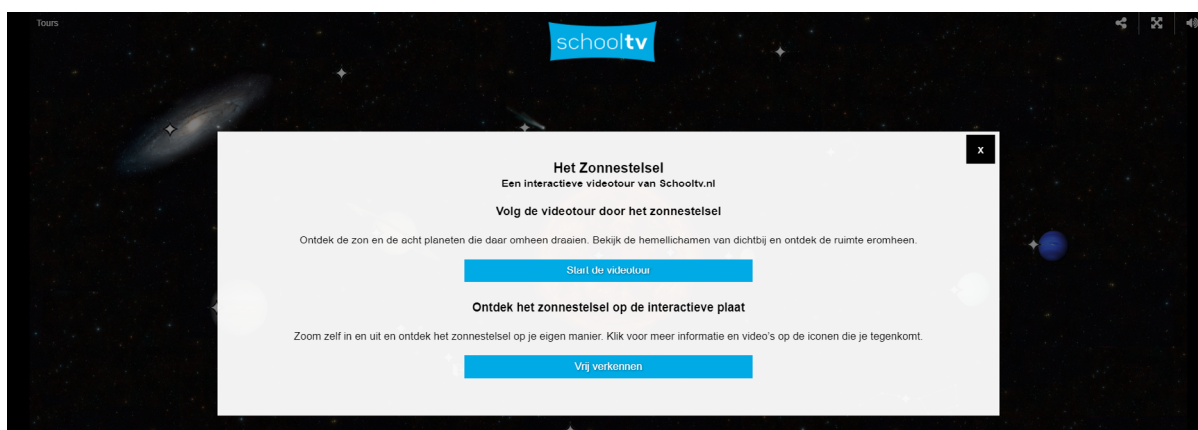 Tours
schooltv
x
Het Zonnestelsel
Een interactieve videotour van Schooltv.nl
Volg de videotour door het zonnestelsel
Ontdek de zon en de acht planeten die daar omheen draaien. Bekijk de hemellichamen van dichtbij en ontdek de ruimte eromheen.
Start de videotour
Ontdek het zonnestelsel op de interactieve plaat
Zoom zelf in en uit en ontdek het zonnestelsel op je eigen manier. Klik voor meer informatie en video's op de iconen die je tegenkomt.
Vrij verkennen